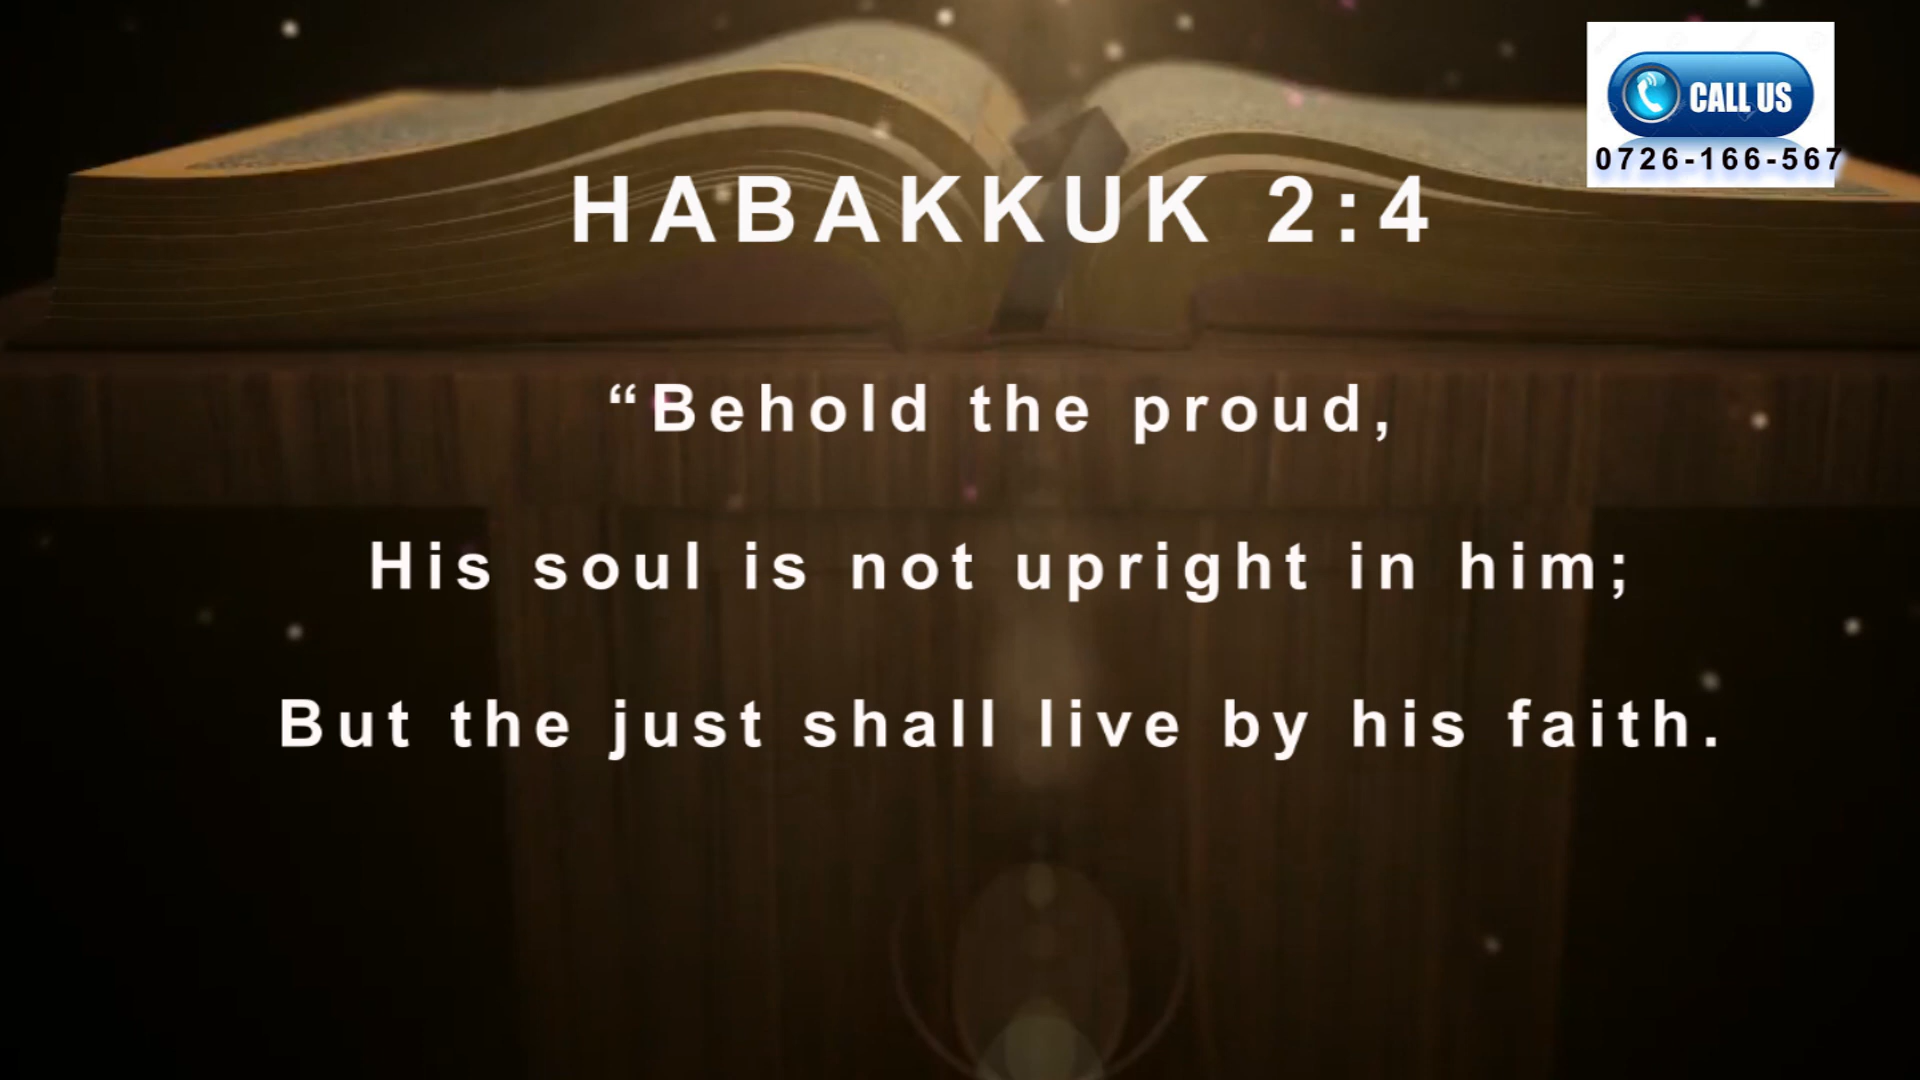 CALL US
0726-166-567
HABAKKUK 2:4
“Behold the proud,
His soul is not upright in him;
But the just shall live by his faith.